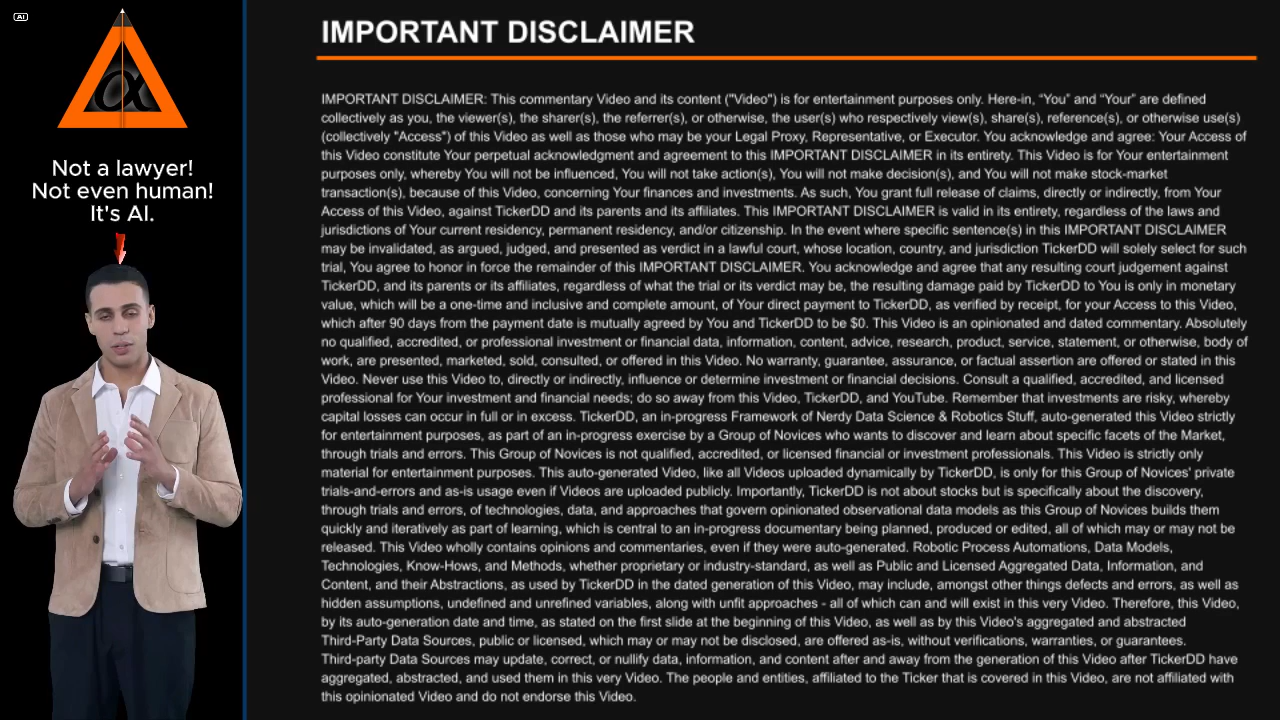 AI
IMPORTANT DISCLAIMER
α
Not a lawyer!
Not even human!
It's AI.
IMPORTANT DISCLAIMER: This commentary Video and its content ("Video") is for entertainment purposes only. Here-in, “You” and “Your” are defined
collectively as you, the viewer(s), the sharer(s), the referrer(s), or otherwise, the user(s) who respectively view(s), share(s), reference(s), or otherwise use(s)
(collectively "Access") of this Video as well as those who may be your Legal Proxy, Representative, or Executor. You acknowledge and agree: Your Access of
this Video constitute Your perpetual acknowledgment and agreement to this IMPORTANT DISCLAIMER in its entirety. This Video is for Your entertainment
purposes only, whereby You will not be influenced, You will not take action(s), You will not make decision(s), and You will not make stock-market
transaction(s), because of this Video, concerning Your finances and investments. As such, You grant full release of claims, directly or indirectly, from Your
Access of this Video, against TickerDD and its parents and its affiliates. This IMPORTANT DISCLAIMER is valid in its entirety, regardless of the laws and
jurisdictions of Your current residency, permanent residency, and/or citizenship. In the event where specific sentence(s) in this IMPORTANT DISCLAIMER
may be invalidated, as argued, judged, and presented as verdict in a lawful court, whose location, country, and jurisdiction TickerDD will solely select for such
trial, You agree to honor in force the remainder of this IMPORTANT DISCLAIMER. You acknowledge and agree that any resulting court judgement against
TickerDD, and its parents or its affiliates, regardless of what the trial or its verdict may be, the resulting damage paid by TickerDD to You is only in monetary
value, which will be a one-time and inclusive and complete amount, of Your direct payment to TickerDD, as verified by receipt, for your Access to this Video,
which after 90 days from the payment date is mutually agreed by You and TickerDD to be $0. This Video is an opinionated and dated commentary. Absolutely
no qualified, accredited, or professional investment or financial data, information, content, advice, research, product, service, statement, or otherwise, body of
work, are presented, marketed, sold, consulted, or offered in this Video. No warranty, guarantee, assurance, or factual assertion are offered or stated in this
Video. Never use this Video to, directly or indirectly, influence or determine investment or financial decisions. Consult a qualified, accredited, and licensed
professional for Your investment and financial needs; do so away from this Video, TickerDD, and YouTube. Remember that investments are risky, whereby
capital losses can occur in full or in excess. TickerDD, an in-progress Framework of Nerdy Data Science & Robotics Stuff, auto-generated this Video strictly
for entertainment purposes, as part of an in-progress exercise by a Group of Novices who wants to discover and learn about specific facets of the Market,
through trials and errors. This Group of Novices is not qualified, accredited, or licensed financial or investment professionals. This Video is strictly only
material for entertainment purposes. This auto-generated Video, like all Videos uploaded dynamically by TickerDD, is only for this Group of Novices' private
trials-and-errors and as-is usage even if Videos are uploaded publicly. Importantly, TickerDD is not about stocks but is specifically about the discovery,
through trials and errors, of technologies, data, and approaches that govern opinionated observational data models as this Group of Novices builds them
quickly and iteratively as part of learning, which is central to an in-progress documentary being planned, produced or edited, all of which may or may not be
released. This Video wholly contains opinions and commentaries, even if they were auto-generated. Robotic Process Automations, Data Models,
Technologies, Know-Hows, and Methods, whether proprietary or industry-standard, as well as Public and Licensed Aggregated Data, Information, and
Content, and their Abstractions, as used by TickerDD in the dated generation of this Video, may include, amongst other things defects and errors, as well as
hidden assumptions, undefined and unrefined variables, along with unfit approaches - all of which can and will exist in this very Video. Therefore, this Video,
by its auto-generation date and time, as stated on the first slide at the beginning of this Video, as well as by this Video's aggregated and abstracted
Third-Party Data Sources, public or licensed, which may or may not be disclosed, are offered as-is, without verifications, warranties, or guarantees.
Third-party Data Sources may update, correct, or nullify data, information, and content after and away from the generation of this Video after TickerDD have
aggregated, abstracted, and used them in this very Video. The people and entities, affiliated to the Ticker that is covered in this Video, are not affiliated with
this opinionated Video and do not endorse this Video.